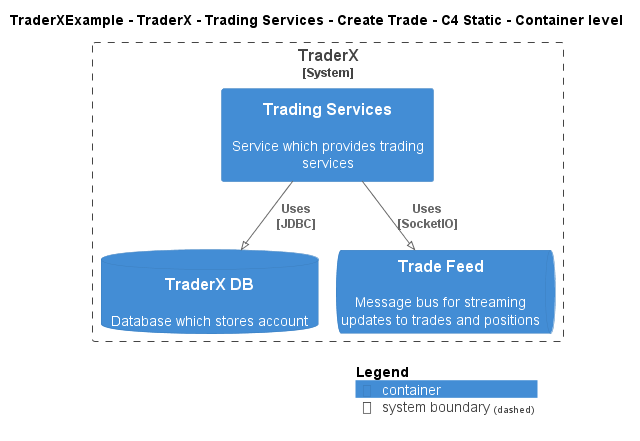 TraderXExample - TraderX - Trading Services - Create Trade - C4 Static - Container level
TraderX
[System]
Trading Services
Service which provides trading
services
Uses
[JDBC]
Uses
[SocketIO]
TraderX DB
Database which stores account
Trade Feed
Message bus for streaming
updates to trades and positions
Legend
container
system boundary (dashed)